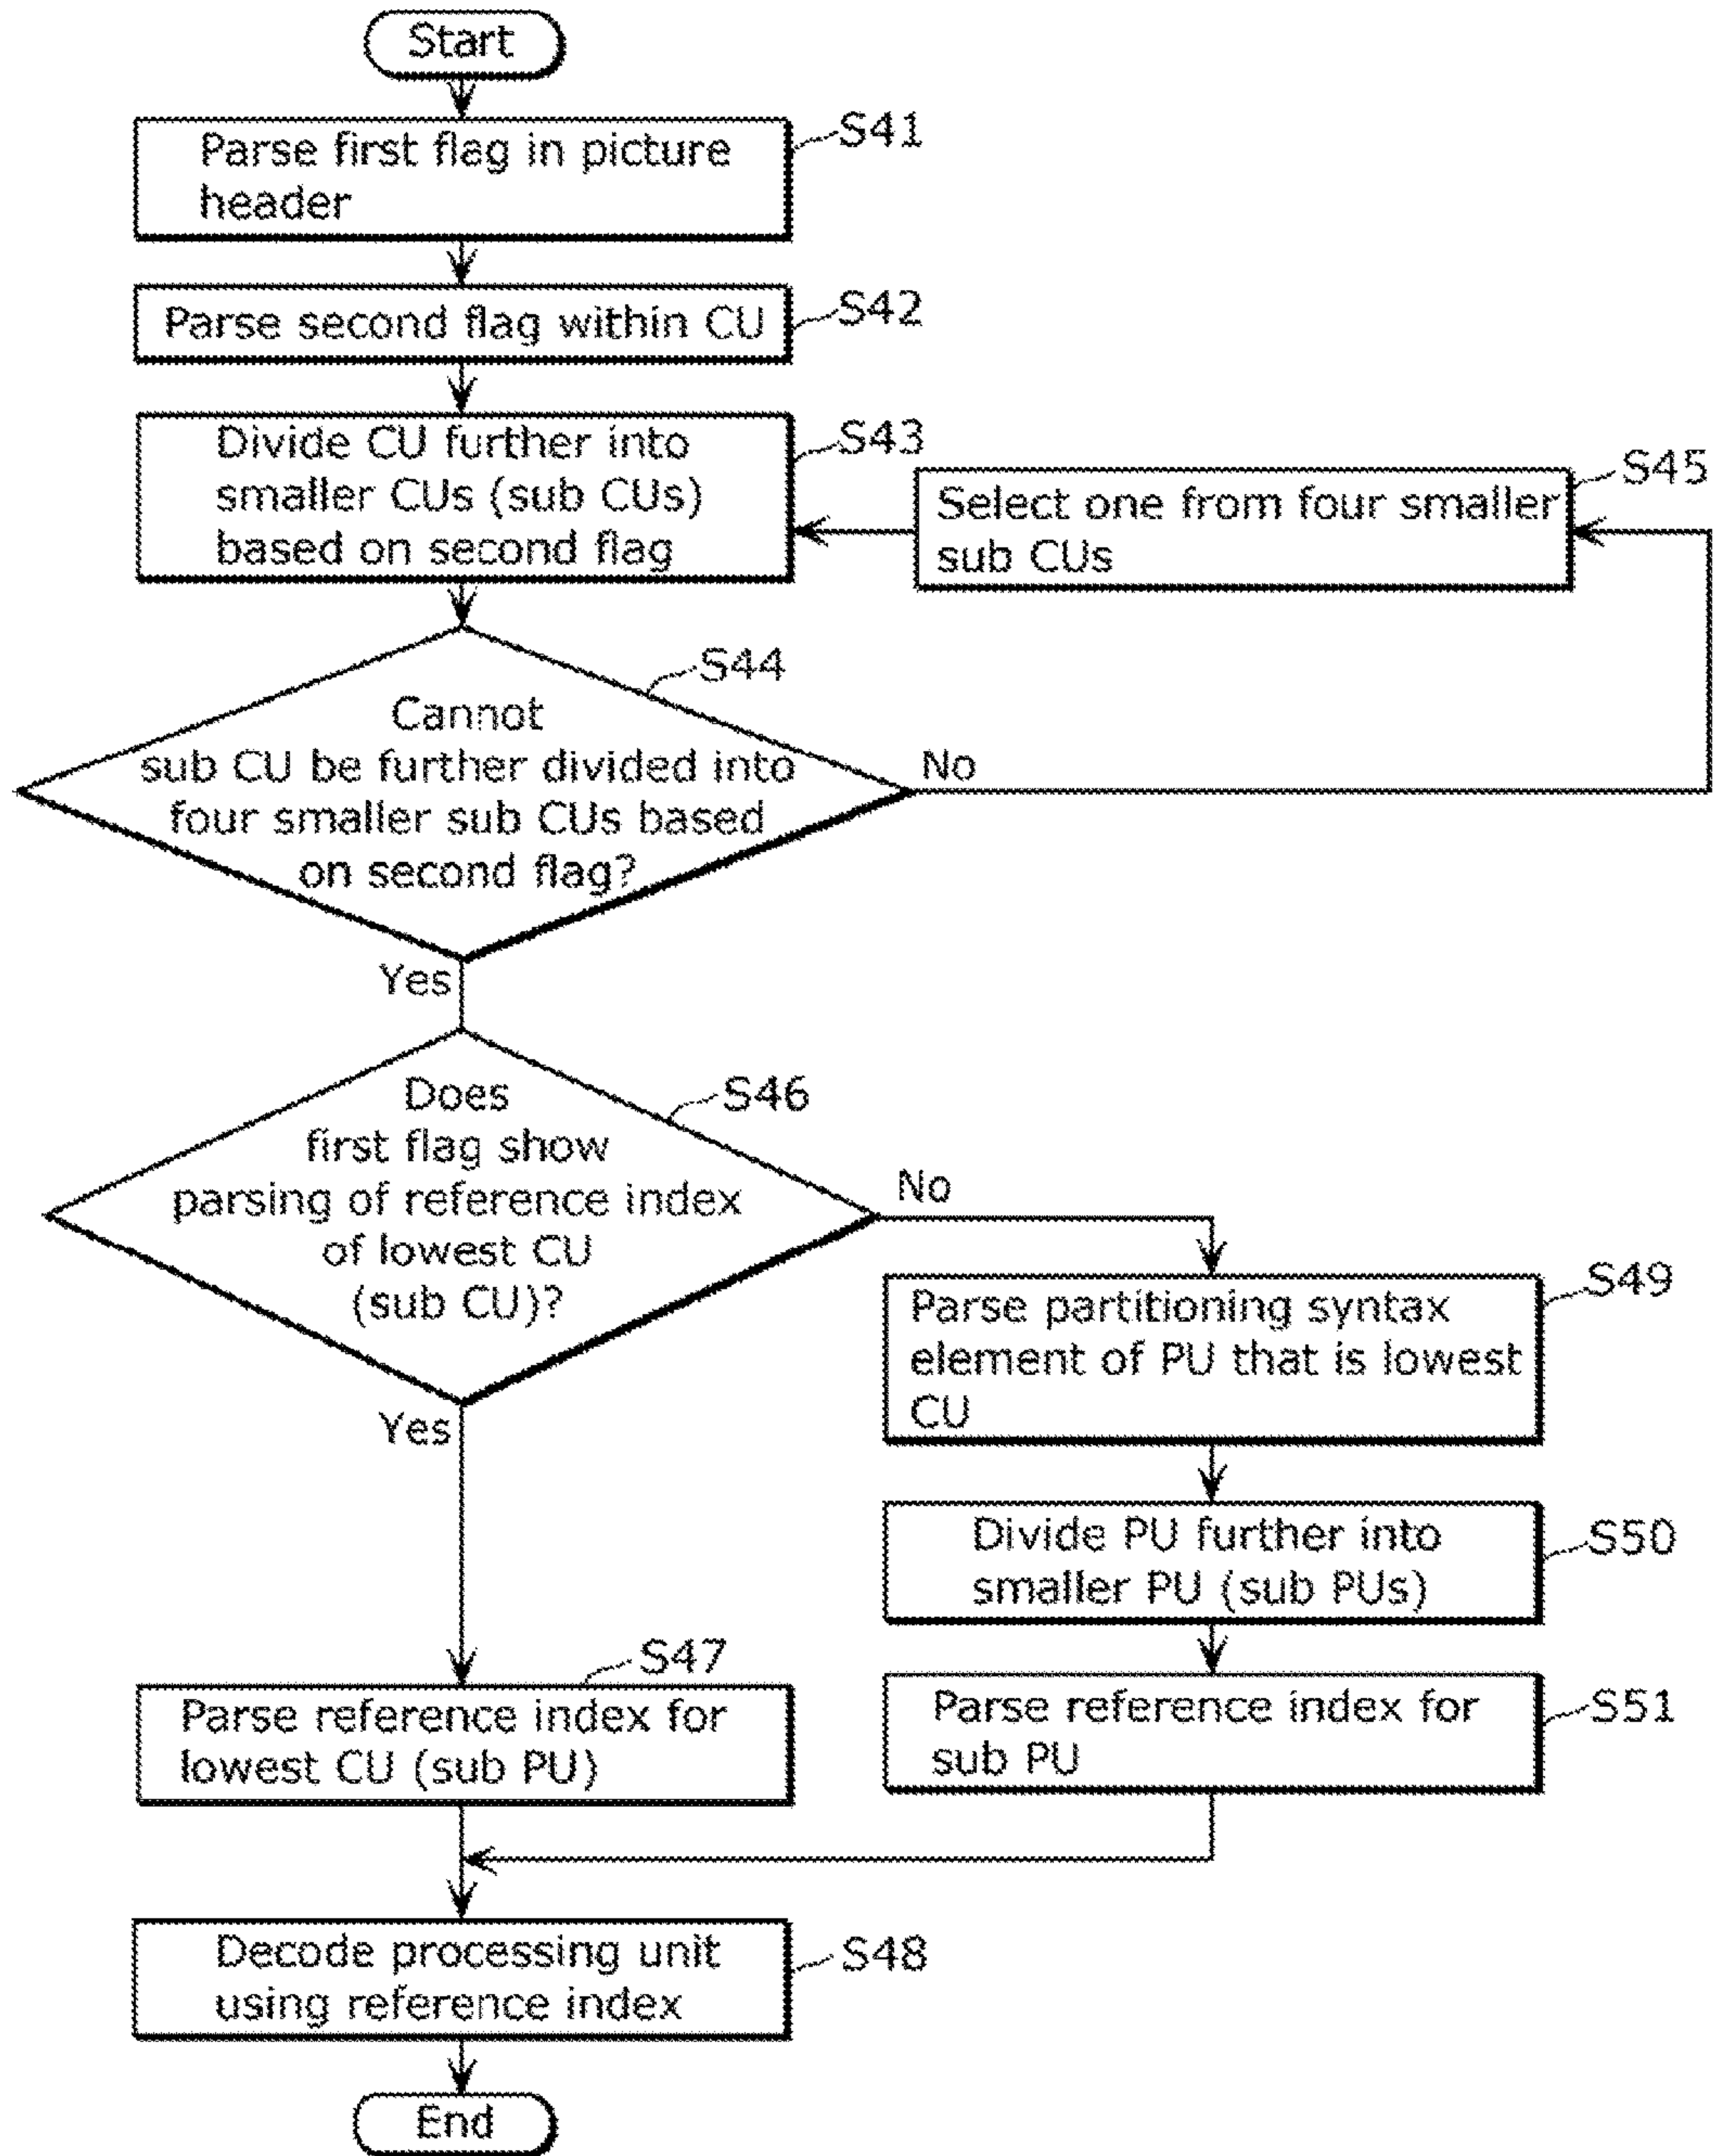 Start
Parse first flag in picture
header
S41
Parse second flag within CU
S42
Divide CU further into
smaller CUs (sub CUs)
based on second flag
S43
Select one from four smaller
sub CUs
S45
Cannot
sub CU be further divided into
four smaller sub CUs based
on second flag?
S44
No
Yes
Does
first flag show
parsing of reference index
of lowest CU
(sub CU)?
S46
No
Yes
Parse partitioning syntax
element of PU that is lowest
CU
S49
Divide PU further into
smaller PU (sub PUs)
S50
Parse reference index for
lowest CU (sub PU)
S47
Parse reference index for
sub PU
S51
Decode processing unit
using reference index
S48
End